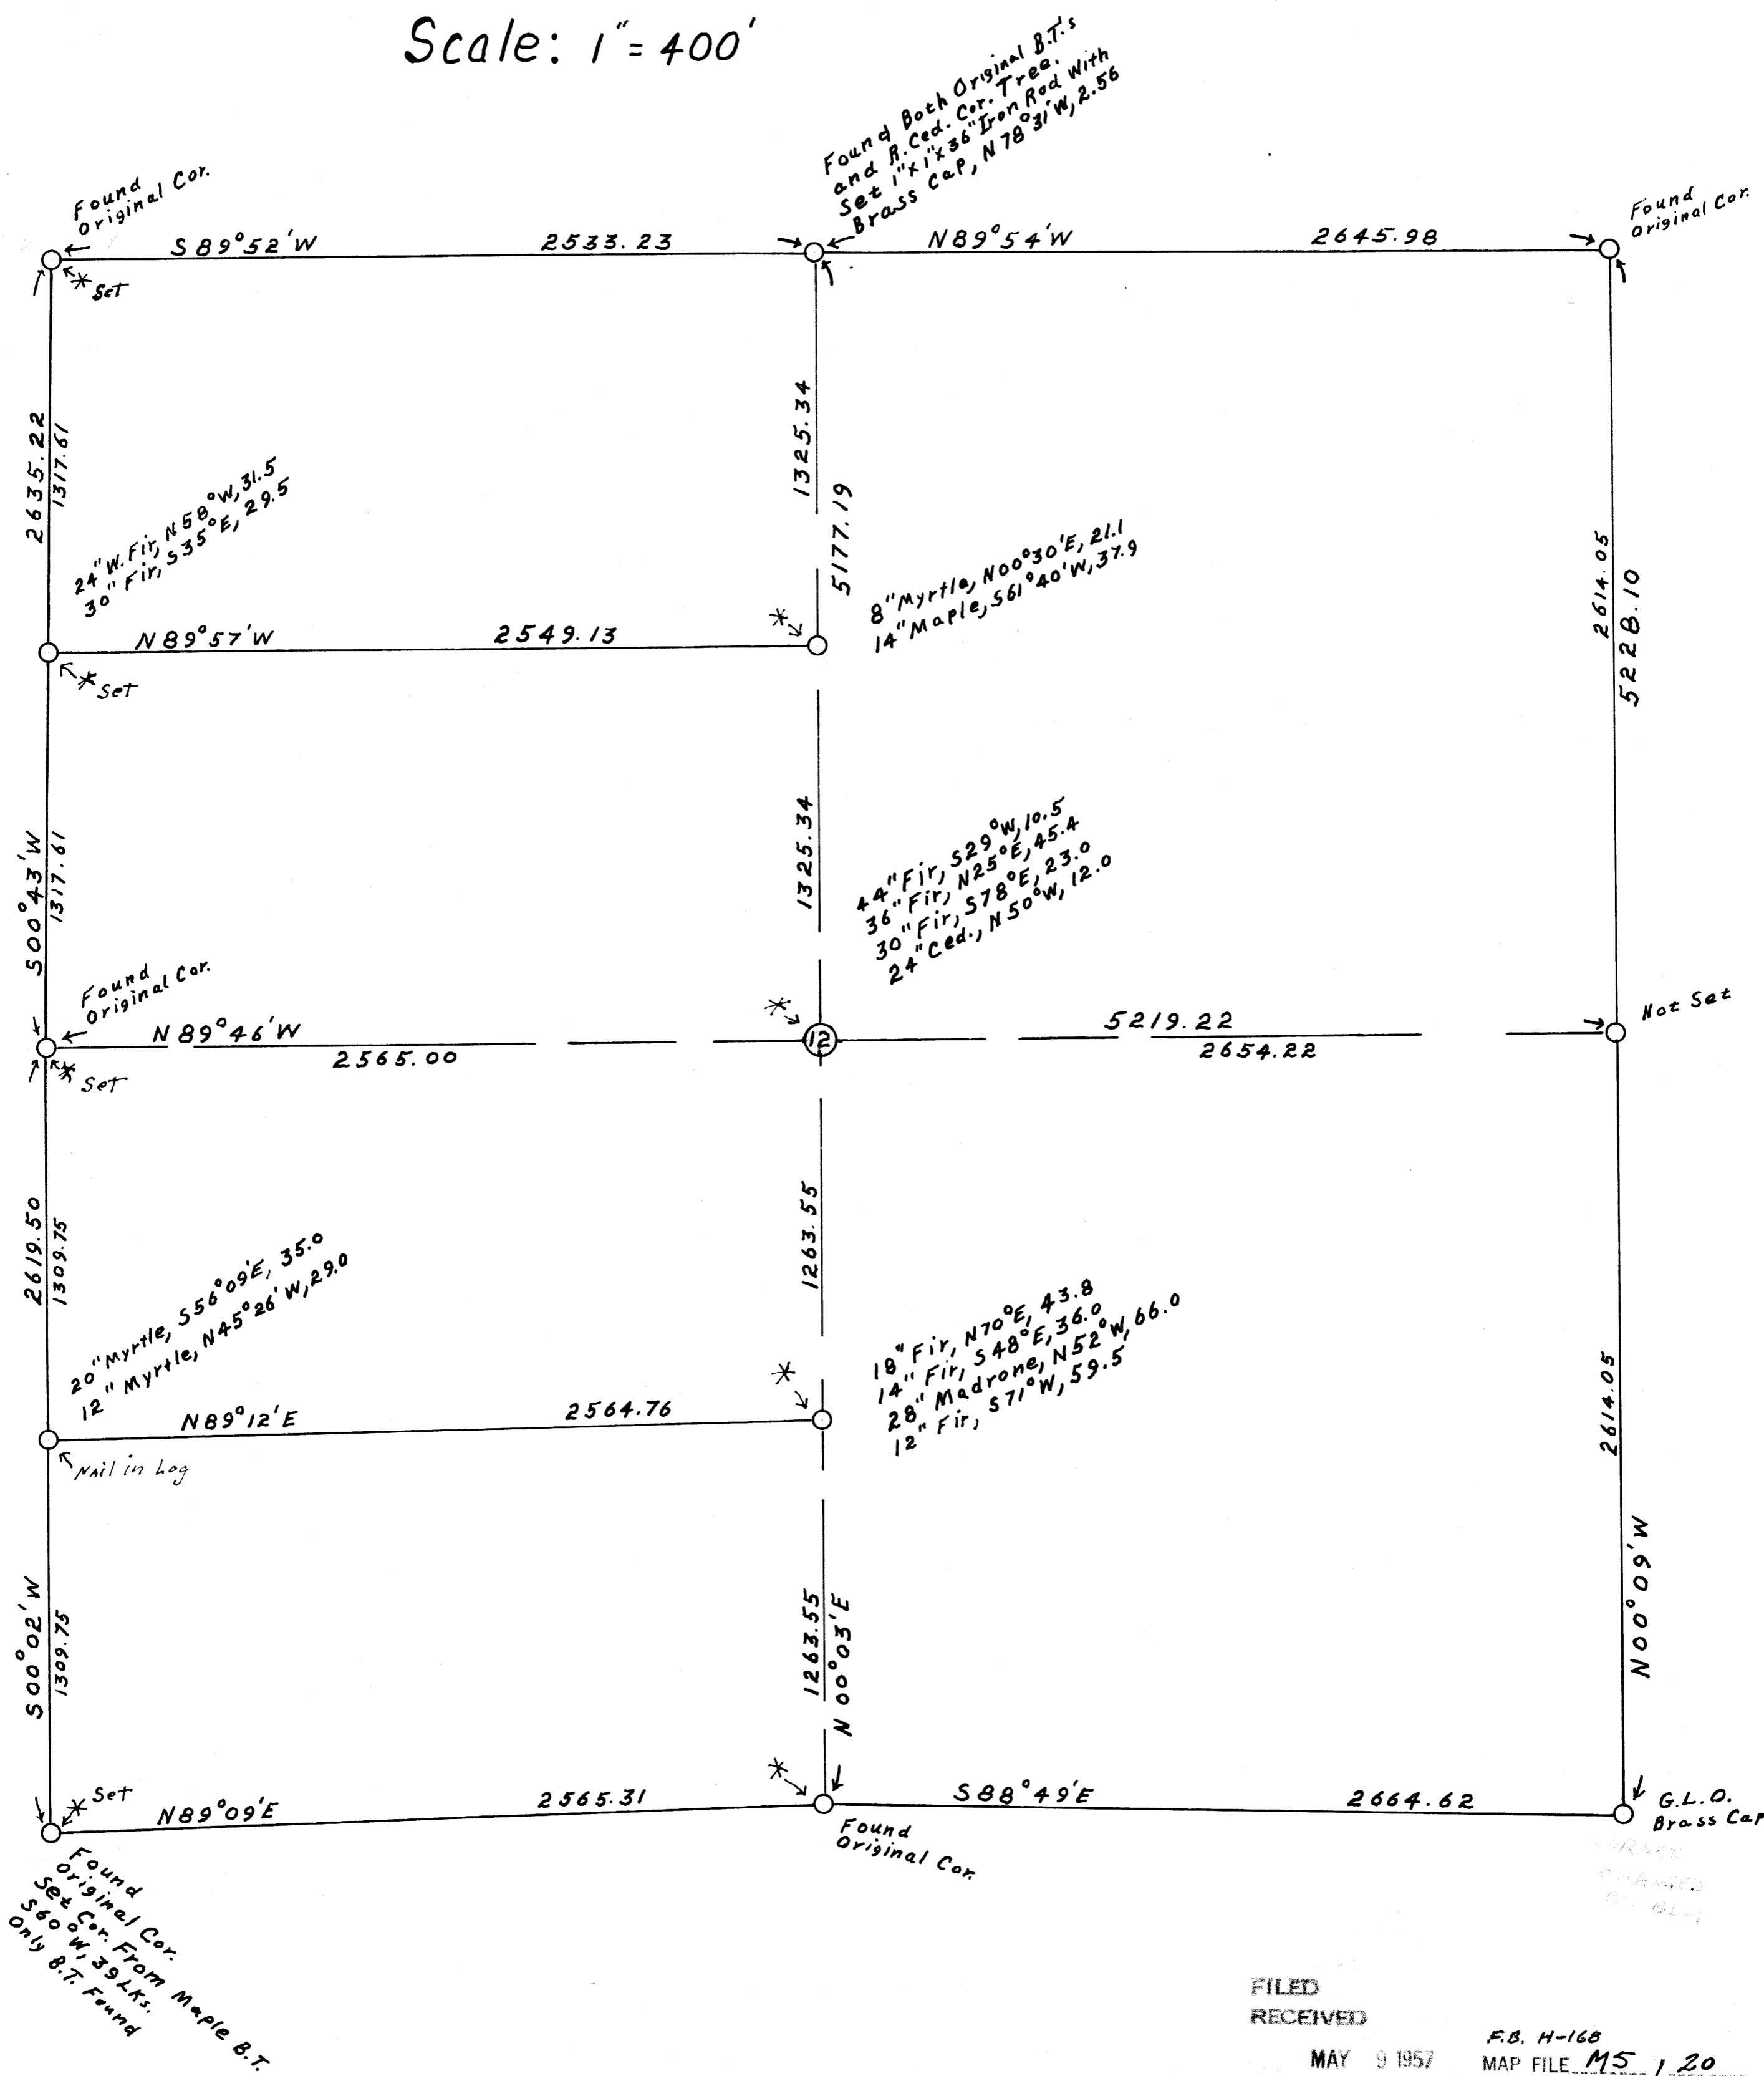 Scale: 1" = 400'
Found Both Original B.T.'s
and R.Ced. Cor. Tree.
Set 1"x1"x36" Iron Rod With
Brass Cap, N78°31'W, 2.56
Found
Original Cor.
Found
Original Cor.
S89°52'W
2533.23
N89°54'W
2645.98
* Set
2635.22
1317.61
1325.34
5177.19
24" W. Fir, N58°W, 31.5
30" Fir, S35°E, 29.5
8" Myrtle, N00°30'E, 21.1
14" Maple, S61°40'W, 37.9
2614.05
5228.10
N89°57'W
2549.13
*
* Set
S00°43'W
1317.61
1325.34
44" Fir, S29°W, 10.5
36" Fir, N25°E, 45.4
30" Fir, S78°E, 23.0
24" Ced., N50°W, 12.0
Found
Original Cor.
*
Not Set
N89°46'W
2565.00
12
5219.22
2654.22
* Set
2619.50
1309.75
1263.55
20" Myrtle, S56°09'E, 35.0
12" Myrtle, N45°26'W, 29.0
18" Fir, N70°E, 43.8
14" Fir, S48°E, 36.0
28" Madrone, N52°W, 66.0
12" Fir, S71°W, 59.5
*
2614.05
N89°12'E
2564.76
Nail in Log
S00°02'W
1309.75
1263.55
N00°03'E
N00°09'W
* Set
*
N89°09'E
2565.31
S88°49'E
2664.62
G.L.O.
Brass Cap
Found
Original Cor.
Found
Original Cor.
Set Cor. From Maple B.T.
S60°W, 39Lks.
Only B.T. Found
FILED
RECEIVED
MAY 9 1957
F.B. H-168
MAP FILE M5 / 20